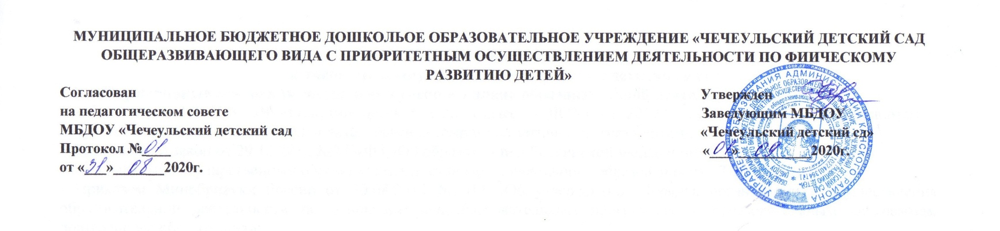 МУНИЦИПАЛЬНОЕ БЮДЖЕТНОЕ ДОШКОЛЬОЕ ОБРАЗОВАТЕЛЬНОЕ УЧРЕЖДЕНИЕ «ЧЕЧЕУЛЬСКИЙ ДЕТСКИЙ САД
ОБЩЕРАЗВИВАЮЩЕГО ВИДА С ПРИОРИТЕТНЫМ ОСУЩЕСТВЛЕНИЕМ ДЕЯТЕЛЬНОСТИ ПО ФИИЧЕСКОМУ
РАЗВИТИЮ ДЕТЕЙ»
Согласован
на педагогическом совете
МБДОУ «Чечеульский детский сад
Протокол №01
от «31» 08 2020г.
Утвержден
Заведующим МБДОУ
«Чечеульский детский сд»
«01» 09 2020г.
УПРАВЛЕНИЕ ОБРАЗОВАНИЯ АДМИНИСТРАЦИИ КАНСКОГО РАЙОНА